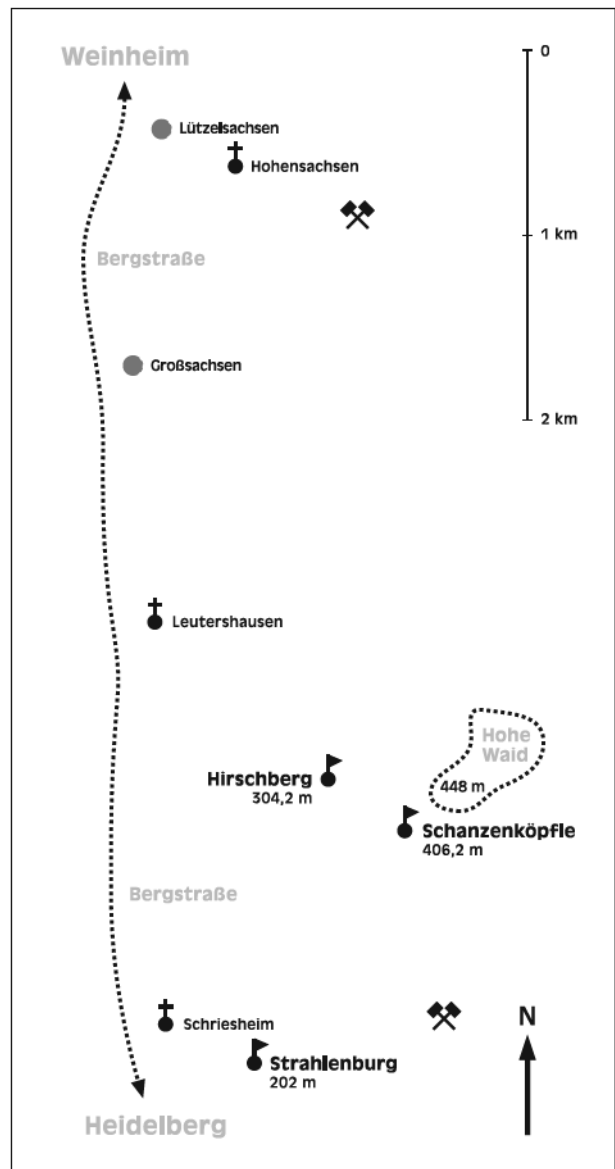 Weinheim
0
Lützelsachsen
Hohensachsen
1 km
Bergstraße
Großsachsen
2 km
Leutershausen
Hohe
Waid
448 m
Hirschberg
304,2 m
Schanzenköpfle
406,2 m
Bergstraße
N
Schriesheim
Strahlenburg
202 m
Heidelberg